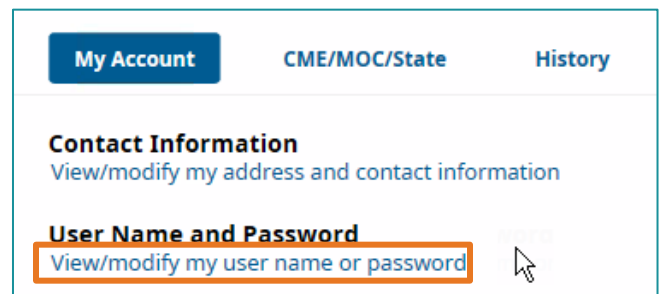 My Account CME/MOC/State History
Contact Information
View/modify my address and contact information
User Name and Password
View/modify my user name or password